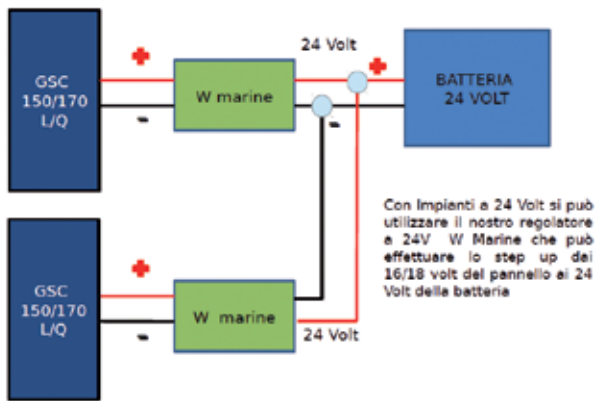 24 Volt
GSC
150/170
L/Q
+
-
W marine
+
-
BATTERIA
24 VOLT
Con Impianti a 24 Volt si può
utilizzare il nostro regolatore
a 24V W Marine che può
effettuare lo step up dai
16/18 volt del pannello ai 24
Volt della batteria
GSC
150/170
L/Q
+
-
W marine
24 Volt